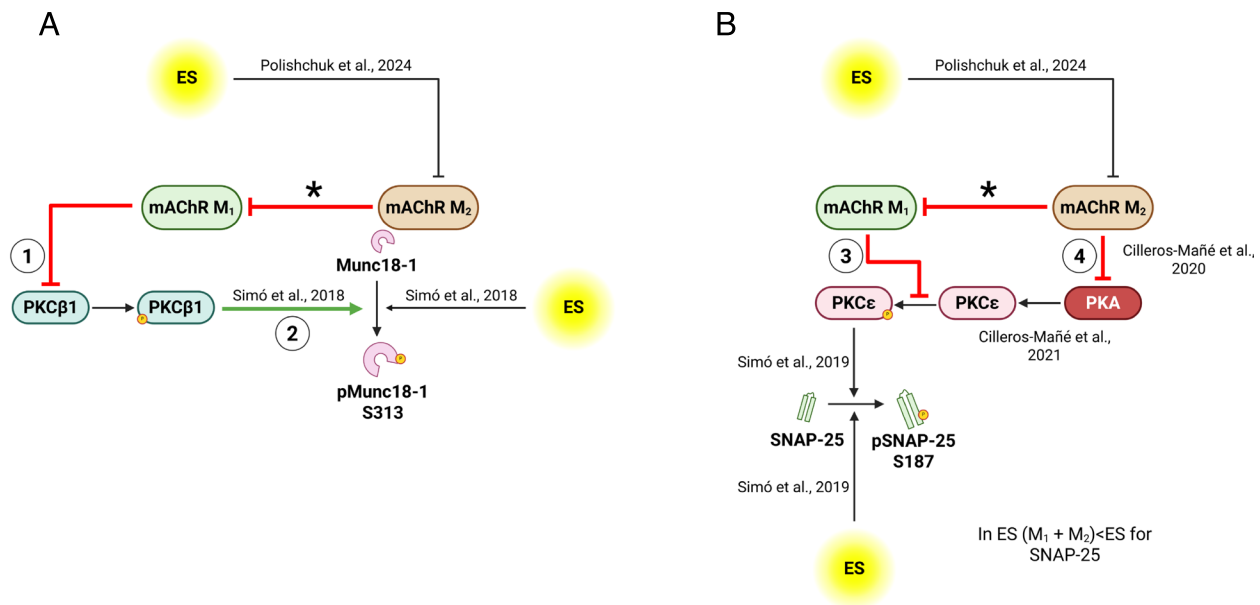 A
ES
Polishchuk et al., 2024
*
mAChR M₁
mAChR M₂
1
Munc18-1
PKCβ1
P
PKCβ1
Simó et al., 2018
2
Simó et al., 2018
ES
P
pMunc18-1
S313
B
ES
Polishchuk et al., 2024
*
mAChR M₁
mAChR M₂
3
4
Cilleros-Mañé et al.,
2020
PKCε
P
PKCε
PKA
Cilleros-Mañé et al.,
2021
Simó et al., 2019
P
SNAP-25
pSNAP-25
S187
Simó et al., 2019
ES
In ES (M₁ + M₂)<ES for
SNAP-25